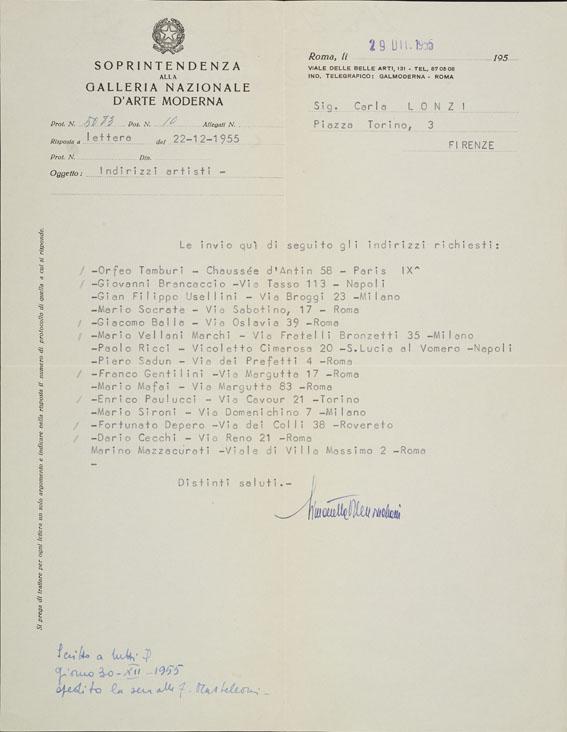 SOPRINTENDENZA
ALLA
GALLERIA NAZIONALE
D'ARTE MODERNA
Prot. N. 5073 Pos. N. 10 Allegati N.
Risposta a lettera del 22-12-1955
Prot. N. Div.
Oggetto: Indirizzi artisti -
Roma, lì 29 DIC. 1955 195
VIALE DELLE BELLE ARTI, 131 - TEL. 87 08 08
IND. TELEGRAFICO: GALMODERNA - ROMA
Sig. Carla LONZI
Piazza Torino, 3
FIRENZE
Le invio quì di seguito gli indirizzi richiesti:
/ -Orfeo Tamburi - Chaussée d'Antin 58 - Paris IX^
/ -Giovanni Brancaccio -Via Tasso 113 - Napoli
-Gian Filippo Usellini - Via Broggi 23 -Milano
-Mario Socrate - Via Sabotino, 17 - Roma
/ -Giacomo Balla - Via Oslavia 39 -Roma
/ -Mario Vellani Marchi - Via Fratelli Bronzetti 35 -Milano
-Paolo Ricci - Vicoletto Cimarosa 20 -S.Lucia al Vomero -Napoli
-Piero Sadun - Via dei Prefetti 4 -Roma
/ -Franco Gentilini -Via Margutta 17 - Roma
-Mario Mafai - Via Margutta 83 -Roma
/ -Enrico Paulucci - Via Cavour 21 -Torino
-Mario Sironi - Via Domenichino 7 -Milano
/ -Fortunato Depero -Via dei Colli 38 -Rovereto
/ -Dario Cecchi - Via Reno 21 -Roma
Marino Mazzacurati -Viale di Villa Massimo 2 -Roma
-
Distinti saluti.-
Si prega di trattare per ogni lettera un solo argomento e indicare nella risposta il numero di protocollo di quella a cui si risponde.
Scritto a tutti
giorno 30-XII-1955
spedito la sera alle